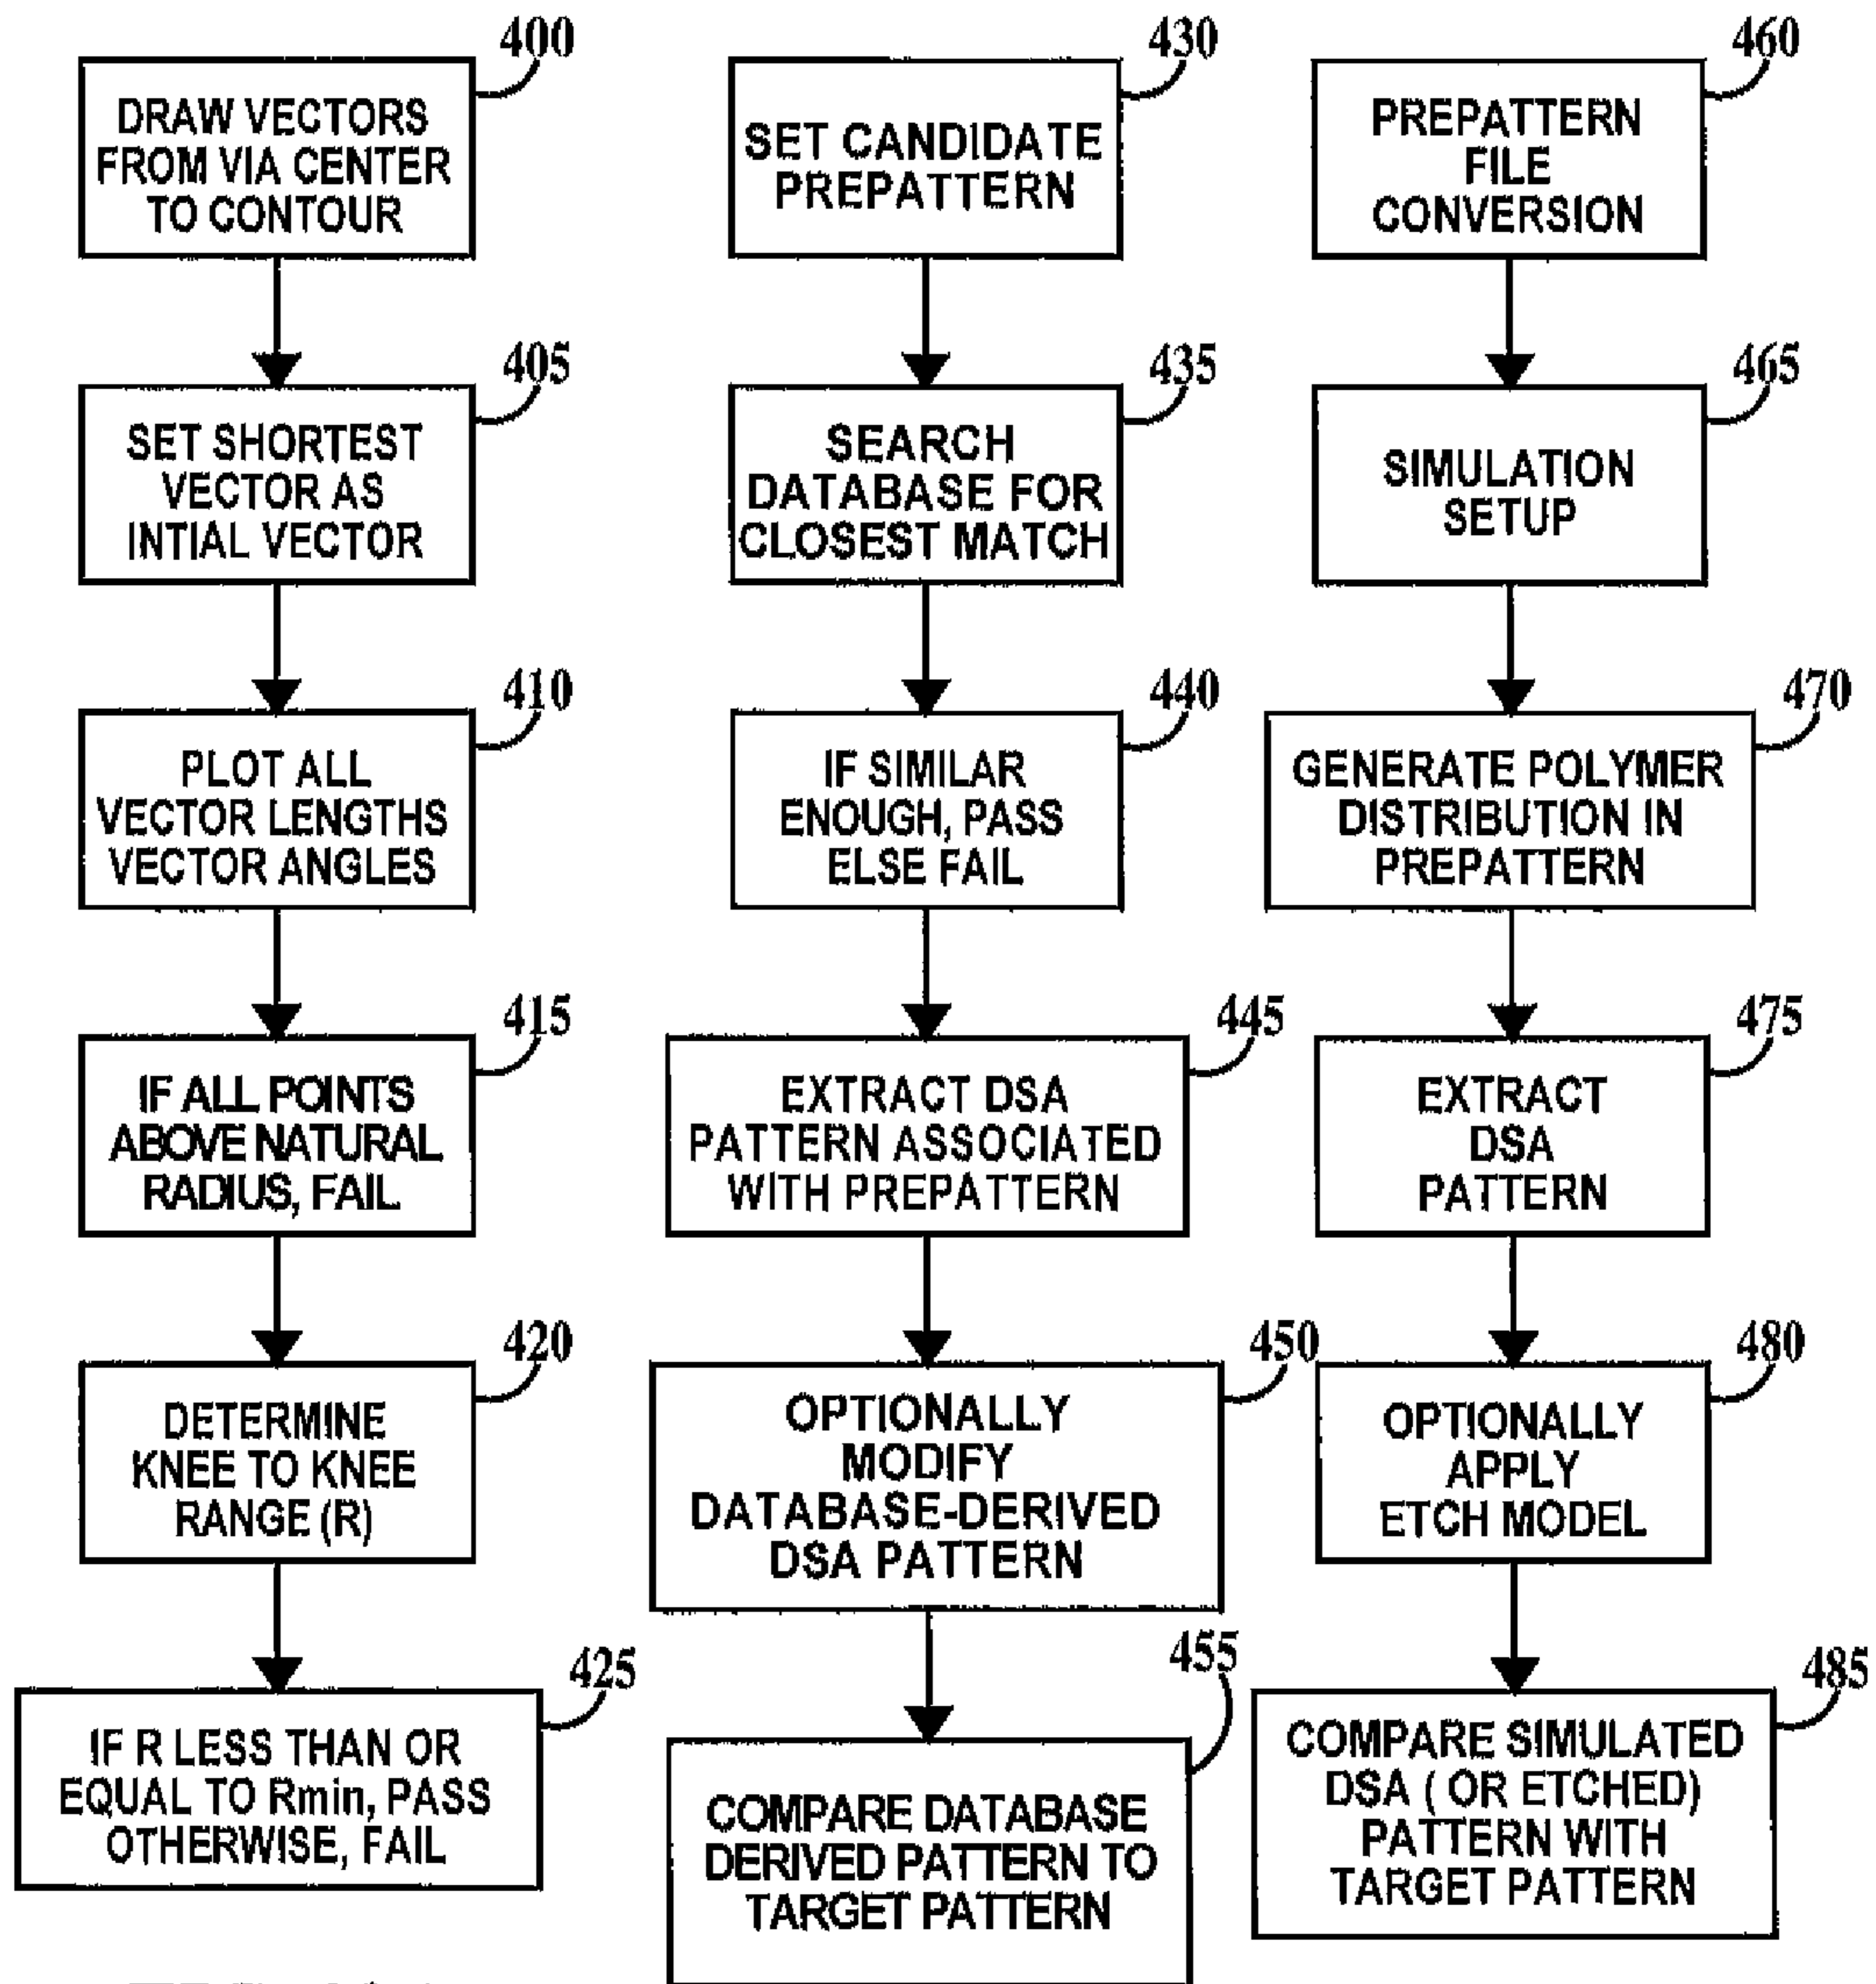 400
DRAW VECTORS
FROM VIA CENTER
TO CONTOUR
405
SET SHORTEST
VECTOR AS
INTIAL VECTOR
410
PLOT ALL
VECTOR LENGTHS
VECTOR ANGLES
415
IF ALL POINTS
ABOVE NATURAL
RADIUS, FAIL
420
DETERMINE
KNEE TO KNEE
RANGE (R)
425
IF R LESS THAN OR
EQUAL TO Rmin, PASS
OTHERWISE, FAIL
430
SET CANDIDATE
PREPATTERN
435
SEARCH
DATABASE FOR
CLOSEST MATCH
440
IF SIMILAR
ENOUGH, PASS
ELSE FAIL
445
EXTRACT DSA
PATTERN ASSOCIATED
WITH PREPATTERN
450
OPTIONALLY
MODIFY
DATABASE-DERIVED
DSA PATTERN
455
COMPARE DATABASE
DERIVED PATTERN TO
TARGET PATTERN
460
PREPATTERN
FILE
CONVERSION
465
SIMULATION
SETUP
470
GENERATE POLYMER
DISTRIBUTION IN
PREPATTERN
475
EXTRACT
DSA
PATTERN
480
OPTIONALLY
APPLY
ETCH MODEL
485
COMPARE SIMULATED
DSA ( OR ETCHED)
PATTERN WITH
TARGET PATTERN